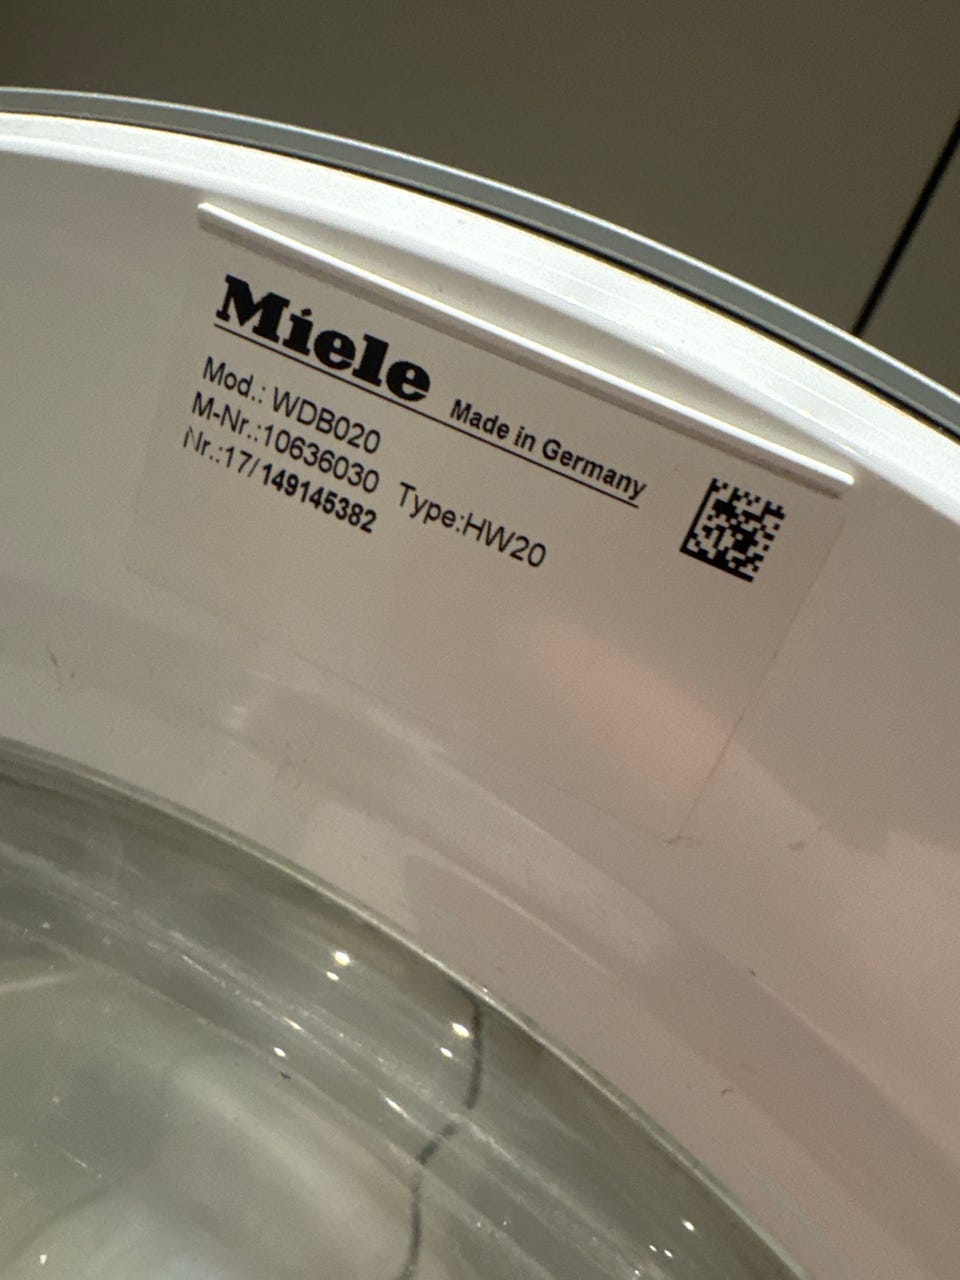 Miele Made in Germany
Mod.: WDB020
M-Nr.:10636030 Type:HW20
Nr.:17/149145382